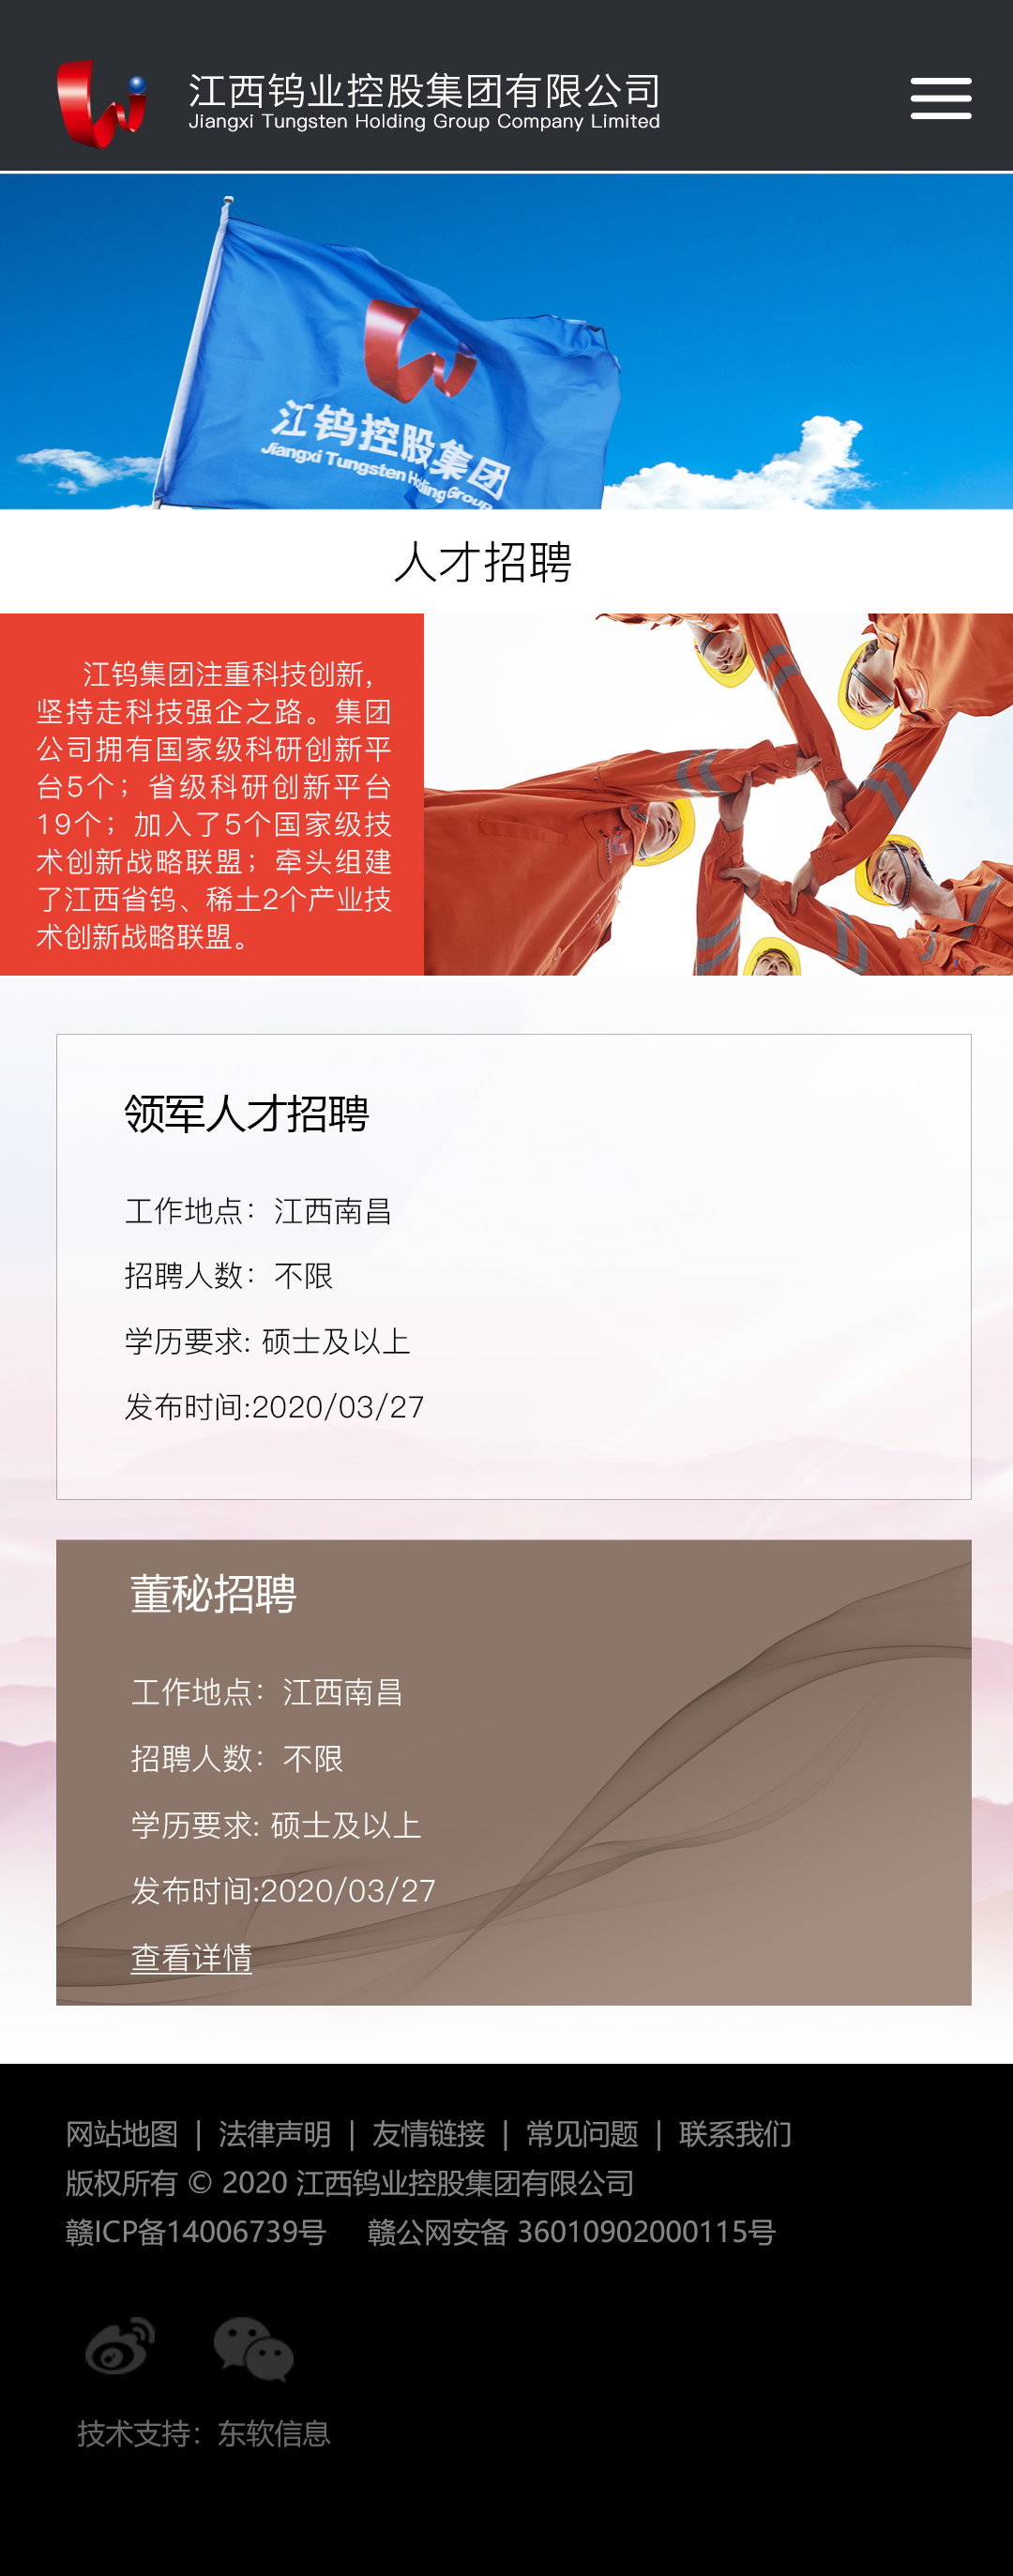 江西钨业控股集团有限公司
Jiangxi Tungsten Holding Group Company Limited
江钨控股集团
Jiangxi Tungsten Holding Group
人才招聘
江钨集团注重科技创新，
坚持走科技强企之路。集团
公司拥有国家级科研创新平
台5个；省级科研创新平台
19个；加入了5个国家级技
术创新战略联盟；牵头组建
了江西省钨、稀土2个产业技
术创新战略联盟。
领军人才招聘
工作地点：江西南昌
招聘人数：不限
学历要求: 硕士及以上
发布时间:2020/03/27
董秘招聘
工作地点：江西南昌
招聘人数：不限
学历要求: 硕士及以上
发布时间:2020/03/27
查看详情
网站地图 | 法律声明 | 友情链接 | 常见问题 | 联系我们
版权所有 © 2020 江西钨业控股集团有限公司
赣ICP备14006739号 赣公网安备 36010902000115号
技术支持：东软信息